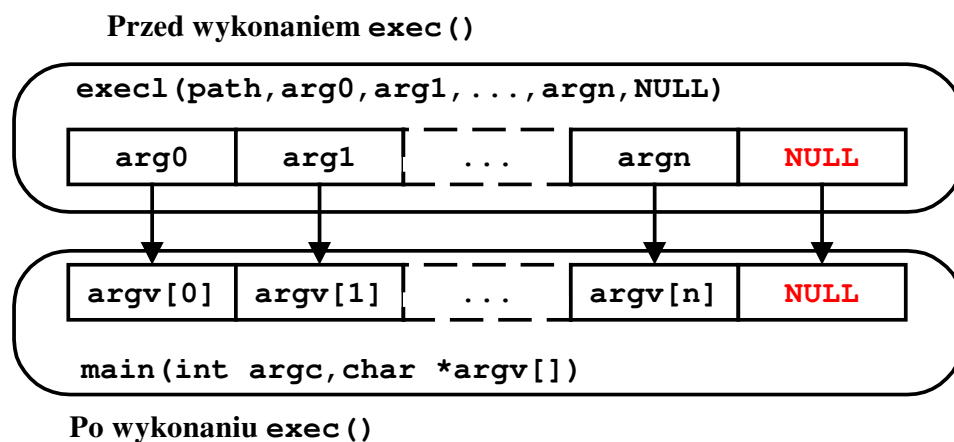 Przed wykonaniem exec()
execl(path,arg0,arg1,...,argn,NULL)
arg0 arg1 ... argn NULL
argv[0] argv[1] ... argv[n] NULL
main(int argc,char *argv[])
Po wykonaniu exec()